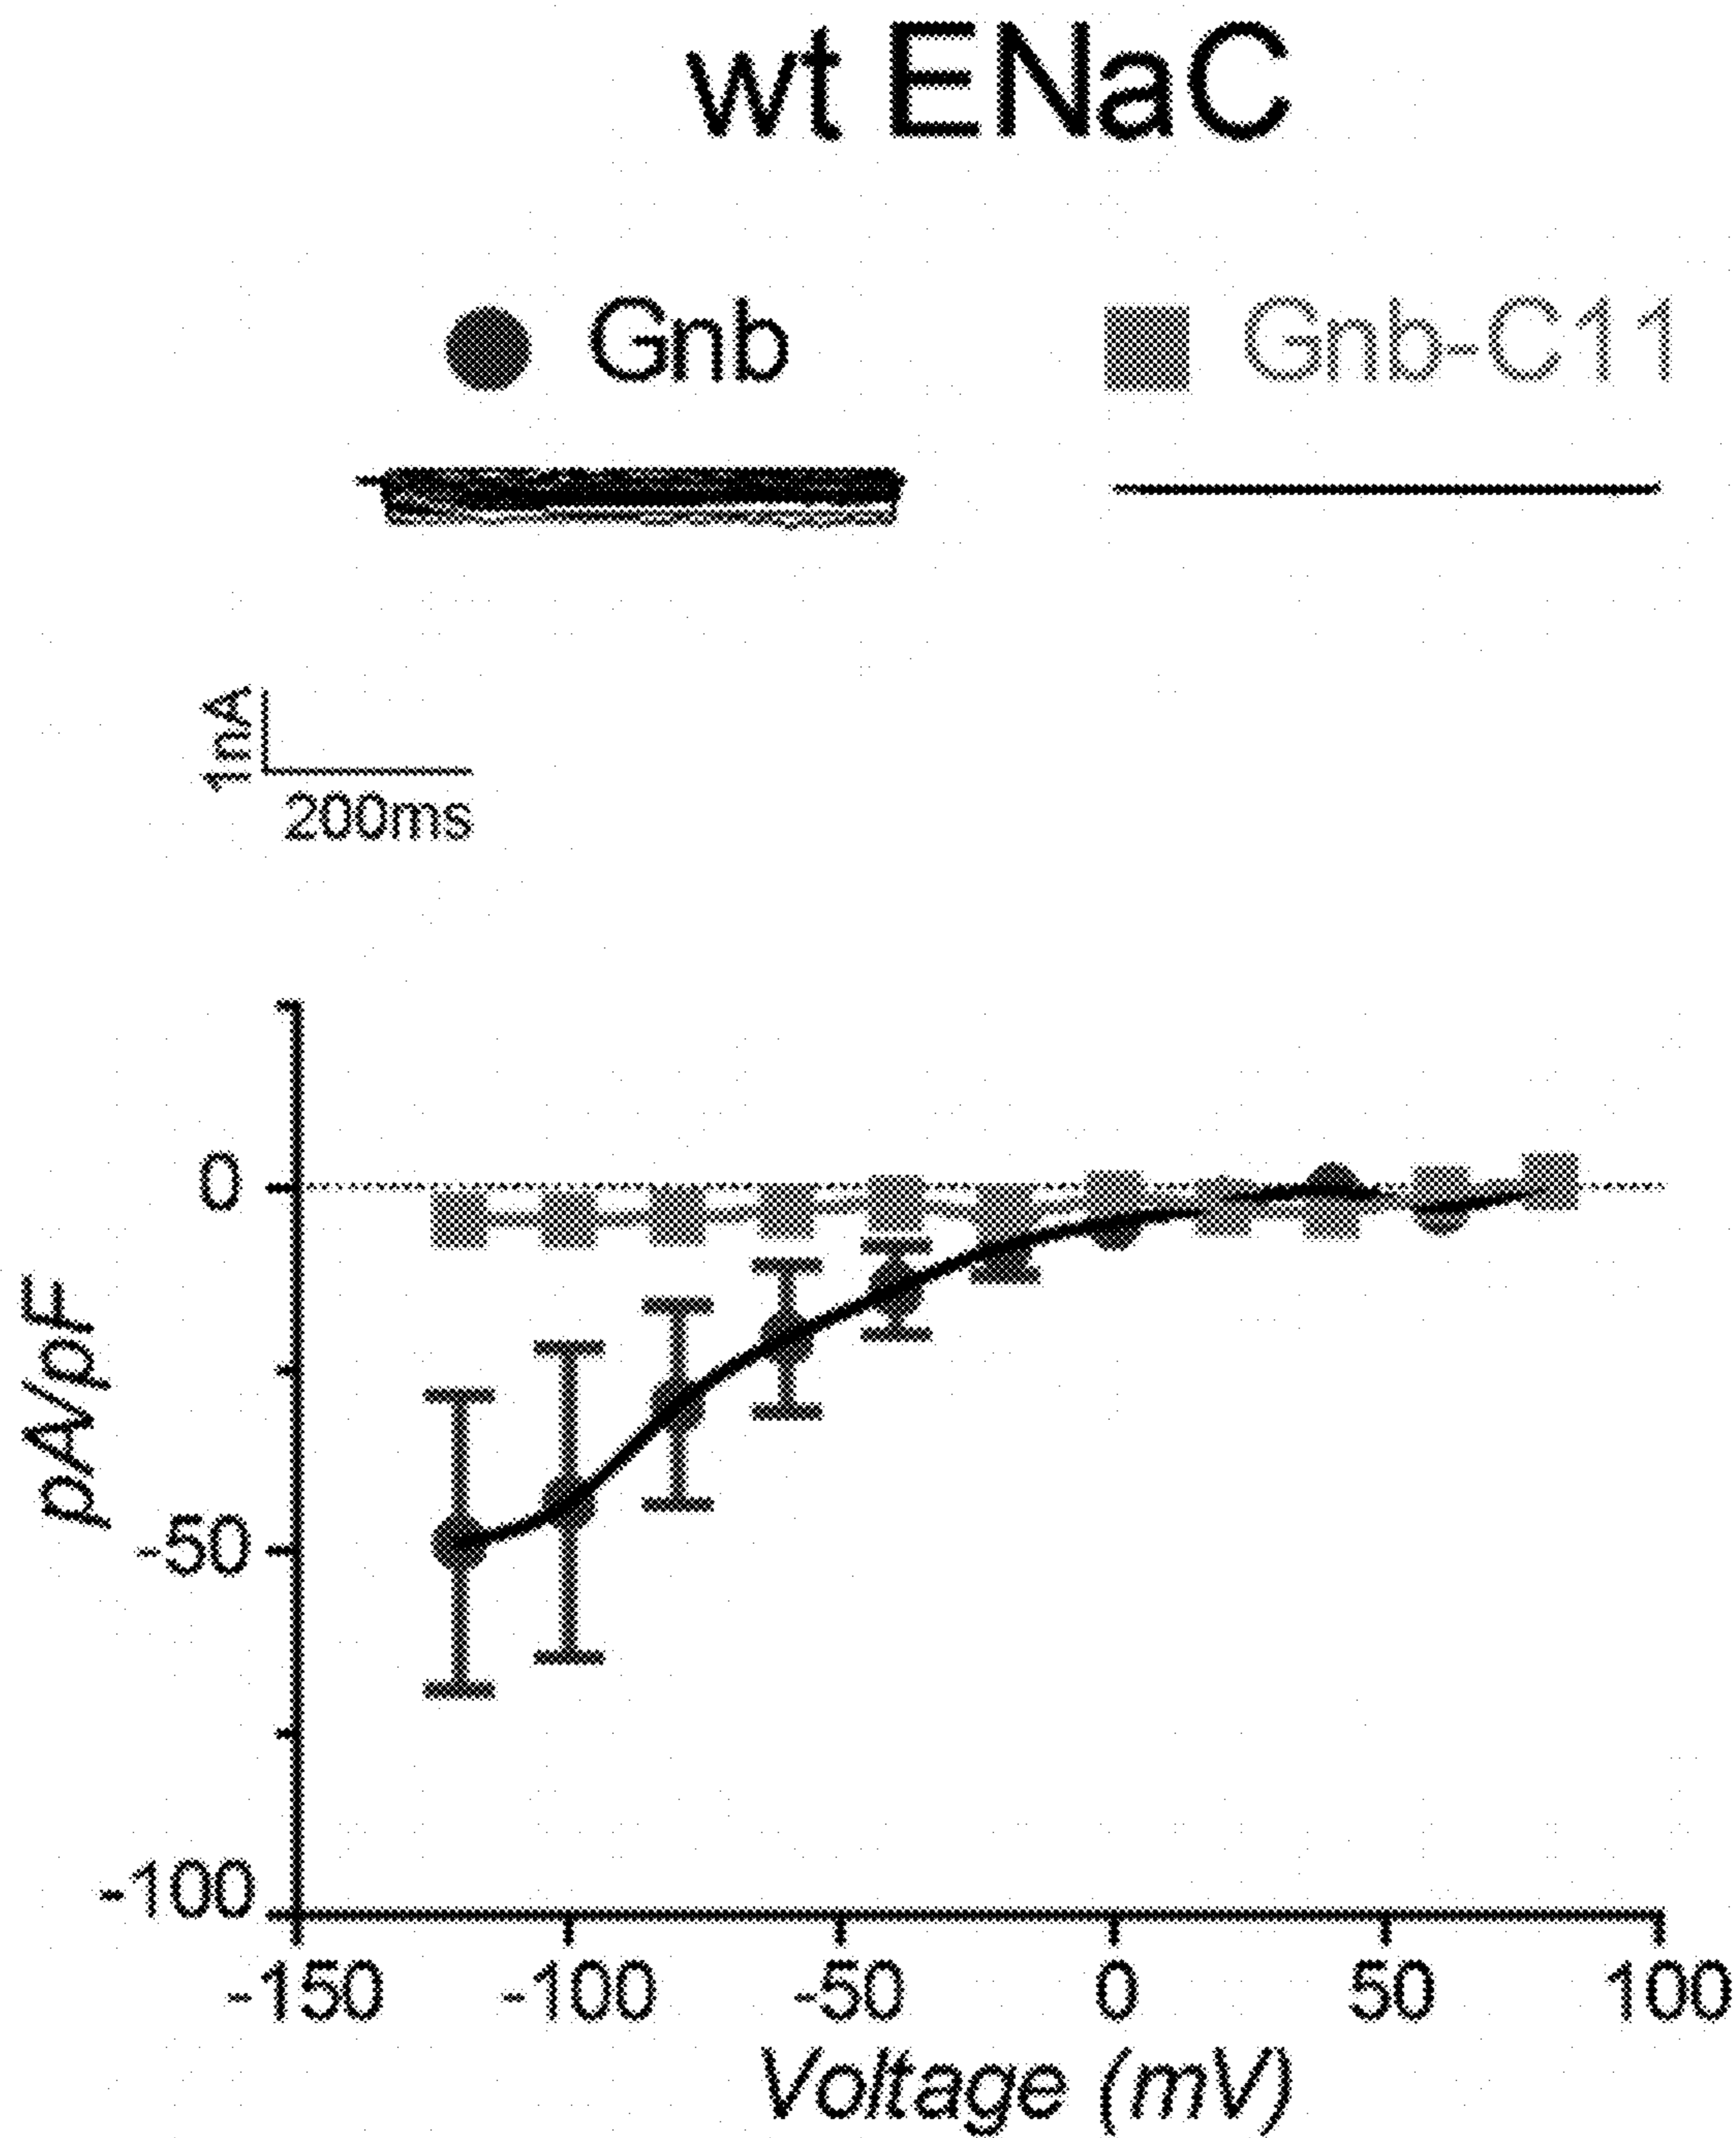 wt ENaC
Gnb
Gnb-C11
1nA
200ms
0
-50
-100
pA/pF
-150 -100 -50 0 50 100
Voltage (mV)